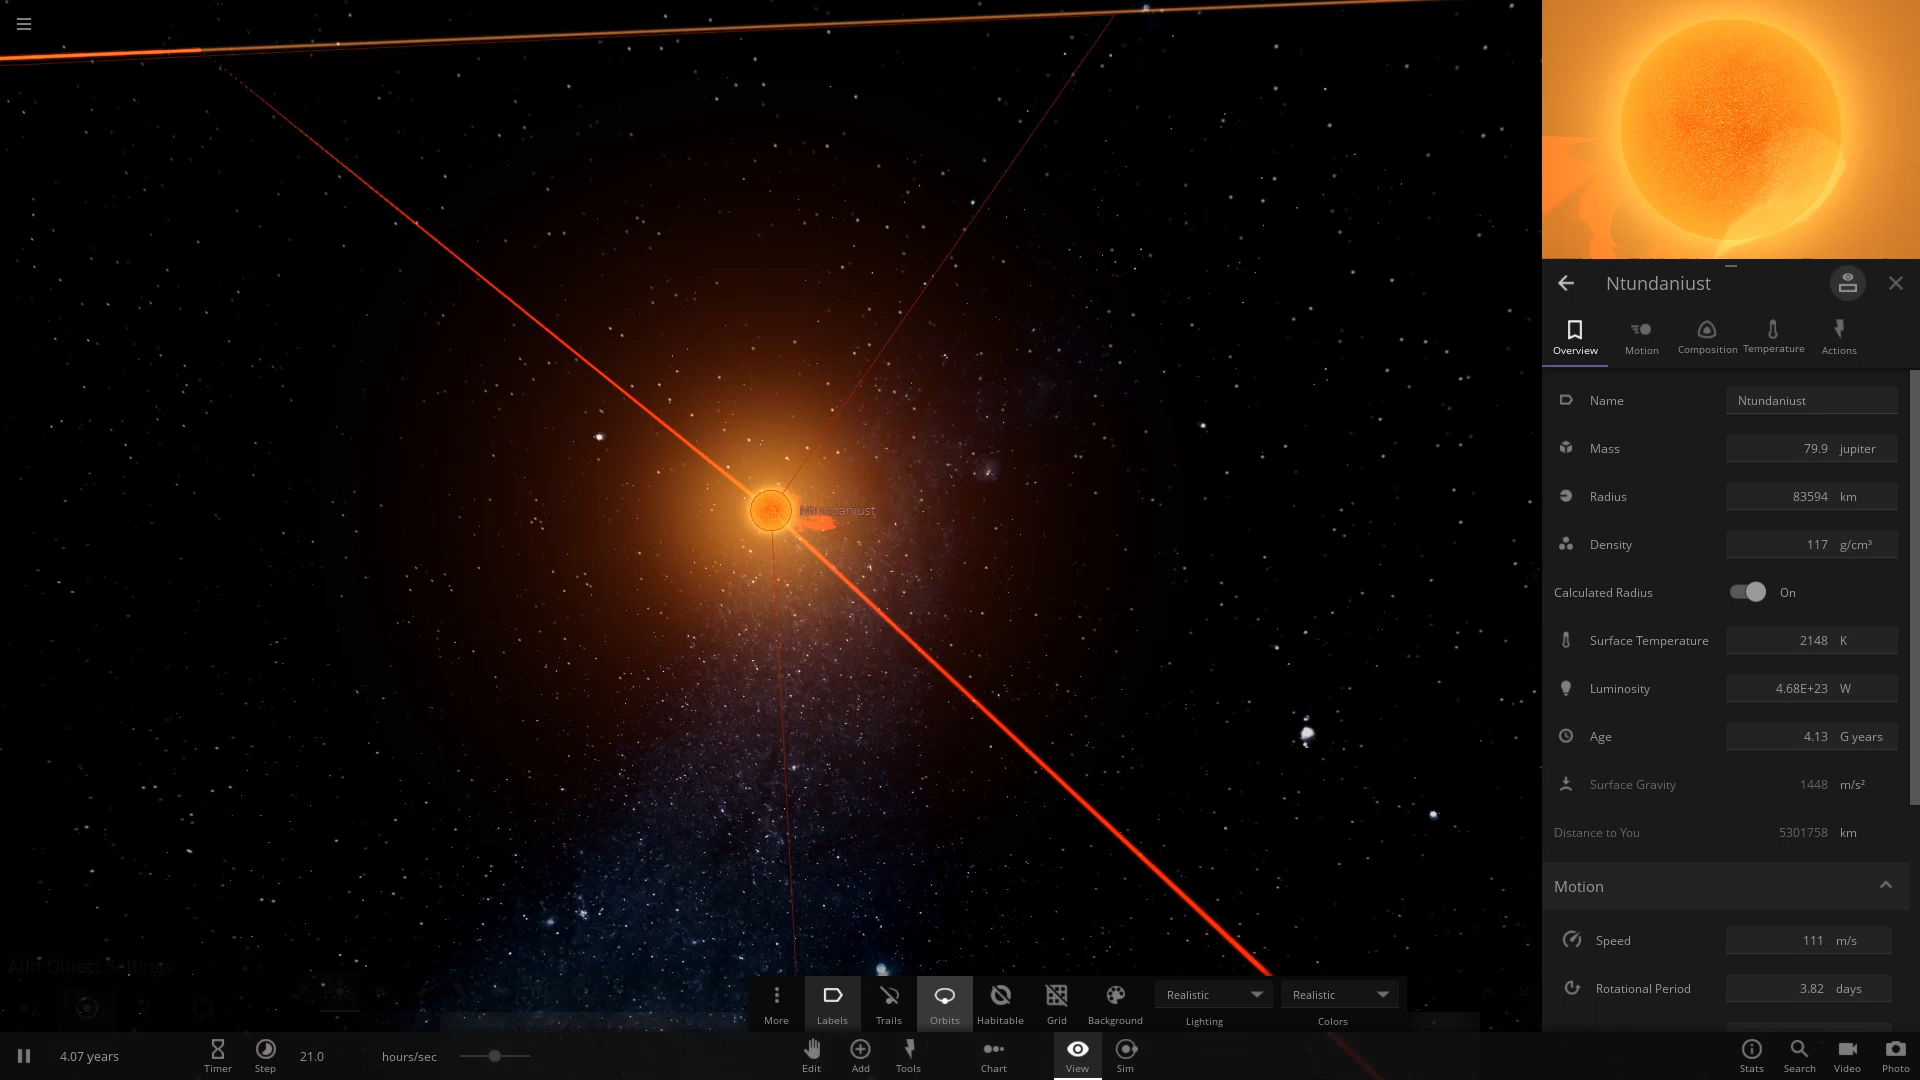 Ntundaniust
Overview
Motion
Composition
Temperature
Actions
Name
Ntundaniust
Mass
79.9 jupiter
Radius
83594 km
Density
117 g/cm³
Calculated Radius
On
Surface Temperature
2148 K
Luminosity
4.68E+23 W
Age
4.13 G years
Surface Gravity
1448 m/s²
Distance to You
5301758 km
Motion
Speed
111 m/s
Rotational Period
3.82 days
Ntundaniust
Add Object Settings
More
Labels
Trails
Orbits
Habitable
Grid
Background
Realistic
Lighting
Realistic
Colors
4.07 years
Timer
Step
21.0 hours/sec
Edit
Add
Tools
Chart
View
Sim
Stats
Search
Video
Photo